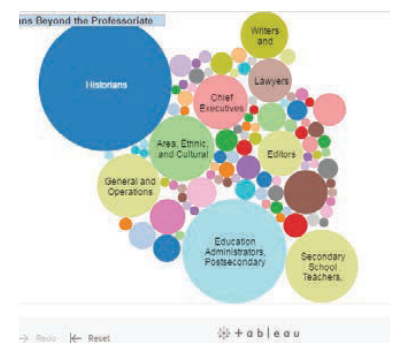 ns Beyond the Professoriate
Writers
and
Historians
Lawyers
Chief
Executives
Area, Ethnic,
and Cultural
Editors
General and
Operations
Education
Administrators,
Postsecondary
Secondary
School
Teachers,
Redo Reset
+ableau